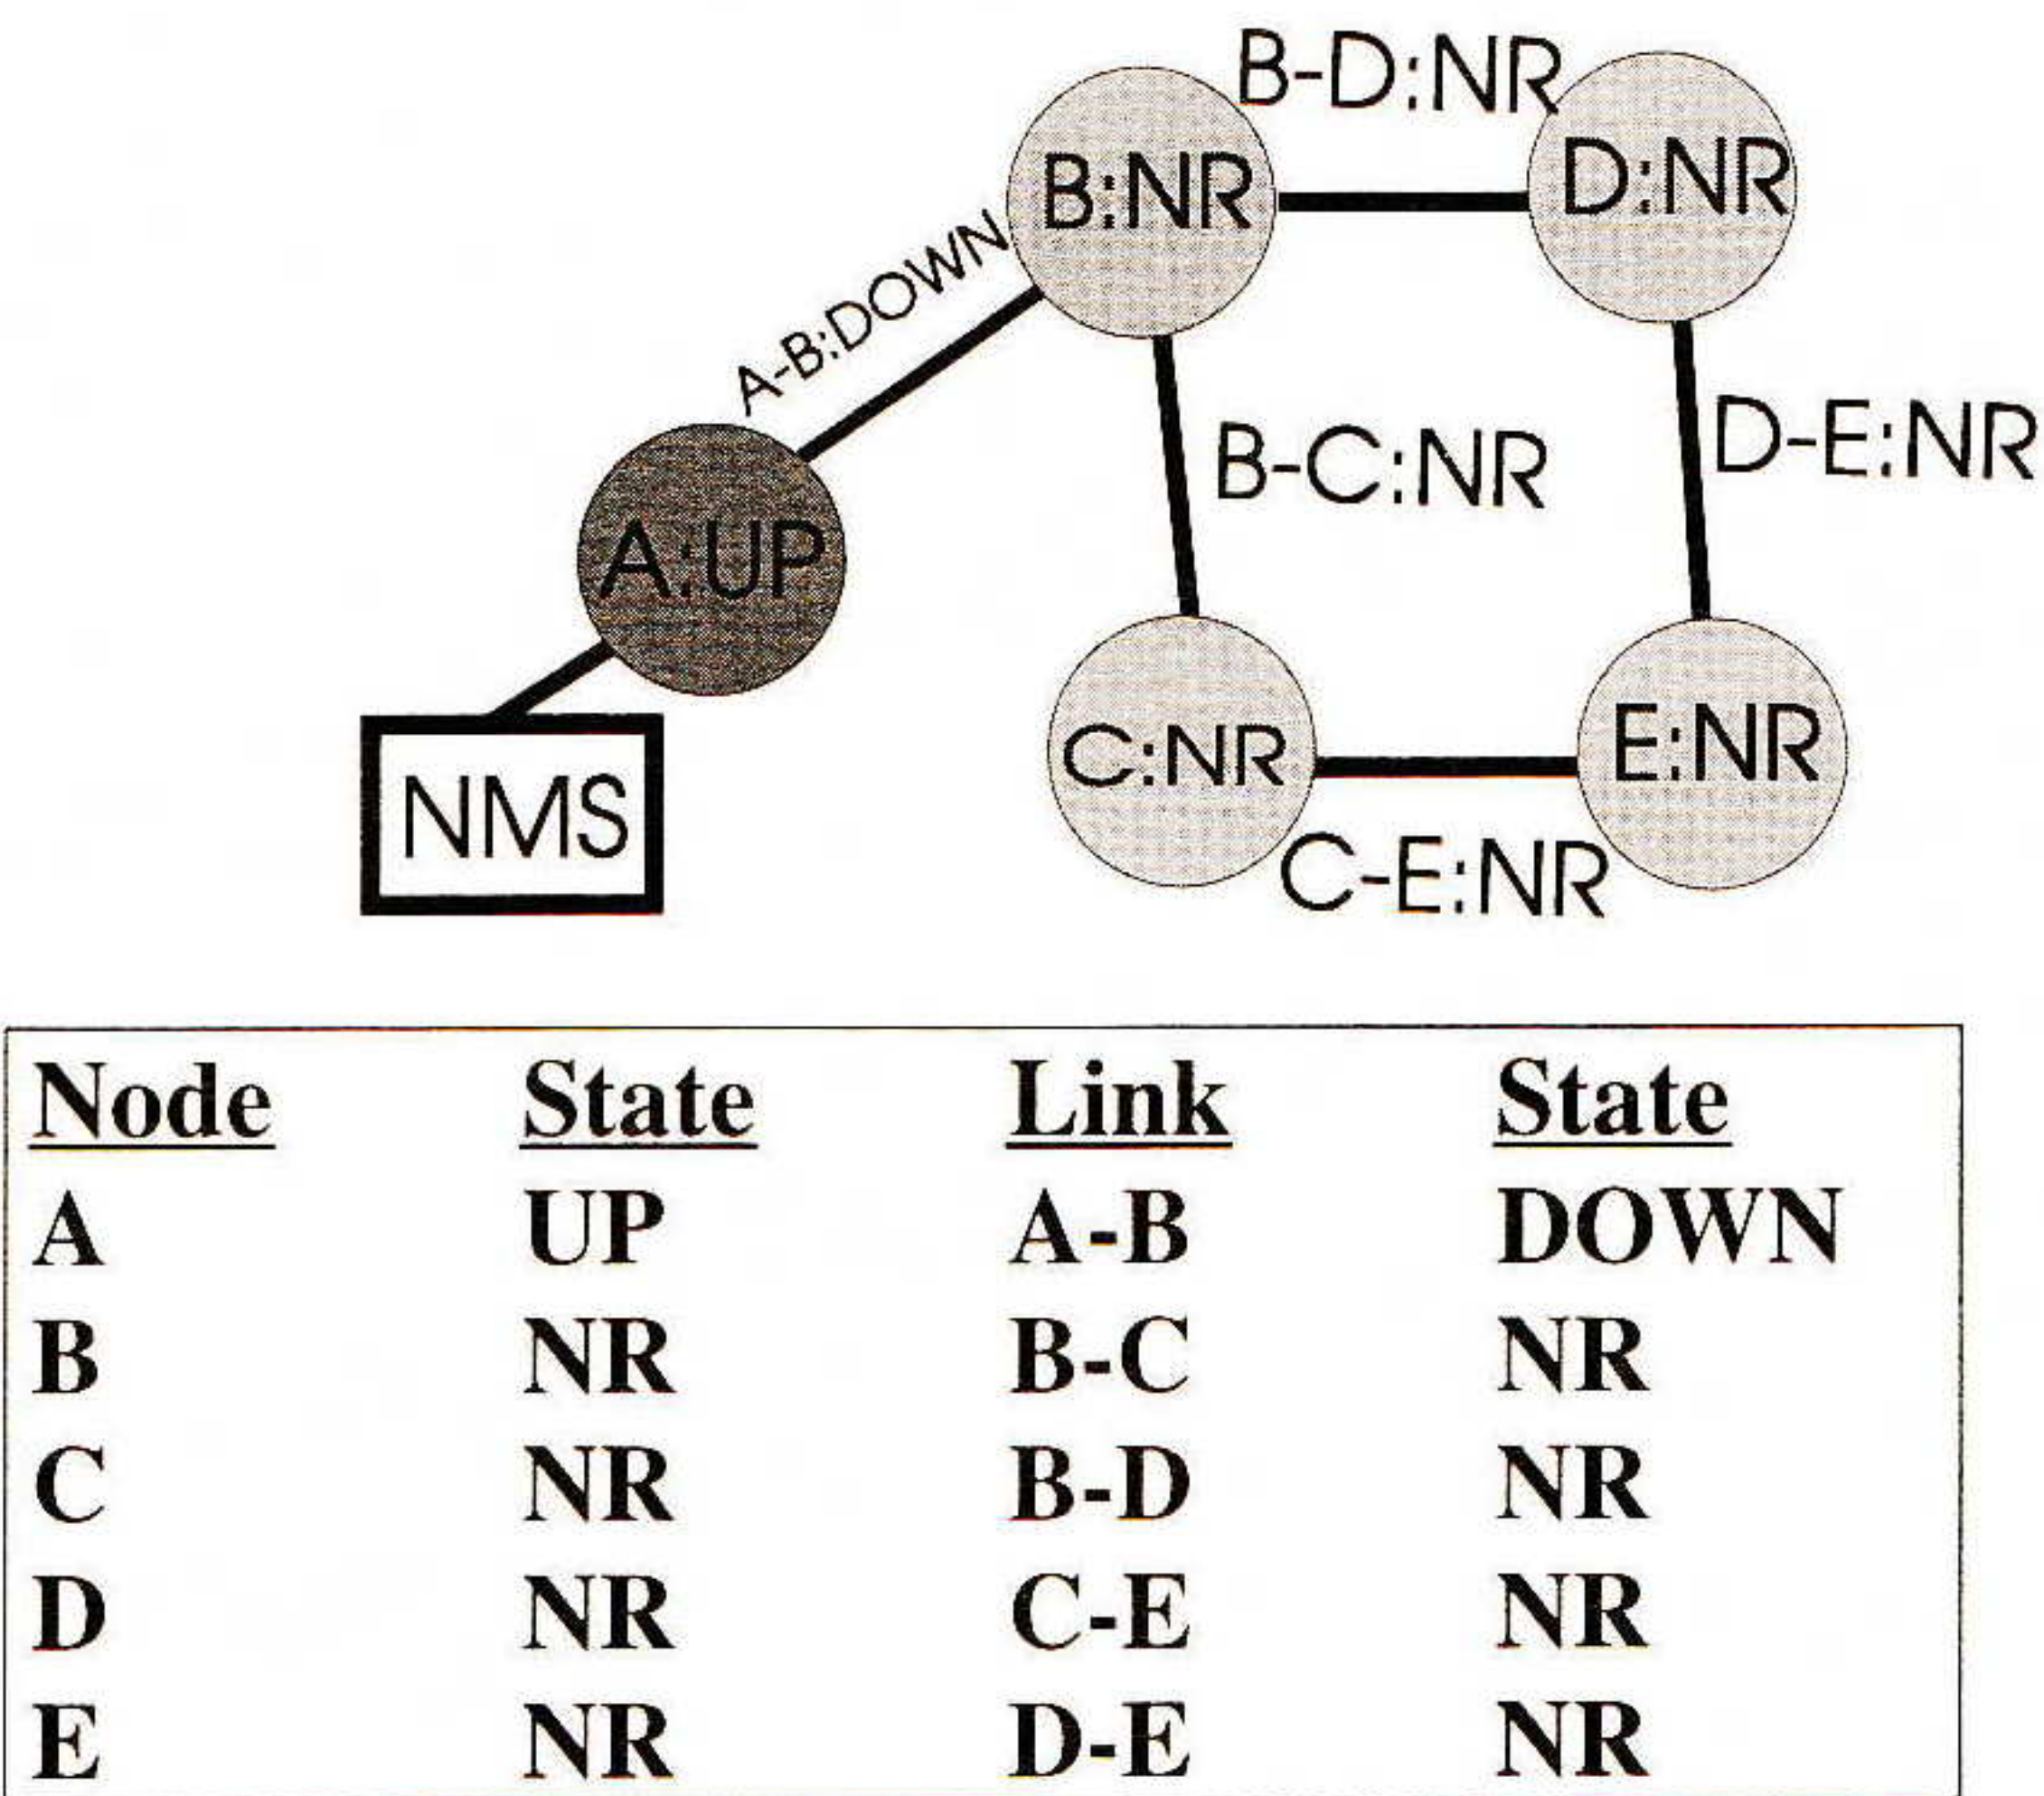 B-D:NR
B:NR
D:NR
A-B:DOWN
B-C:NR
D-E:NR
A:UP
C:NR
E:NR
NMS
C-E:NR
Node State Link State
A UP A-B DOWN
B NR B-C NR
C NR B-D NR
D NR C-E NR
E NR D-E NR